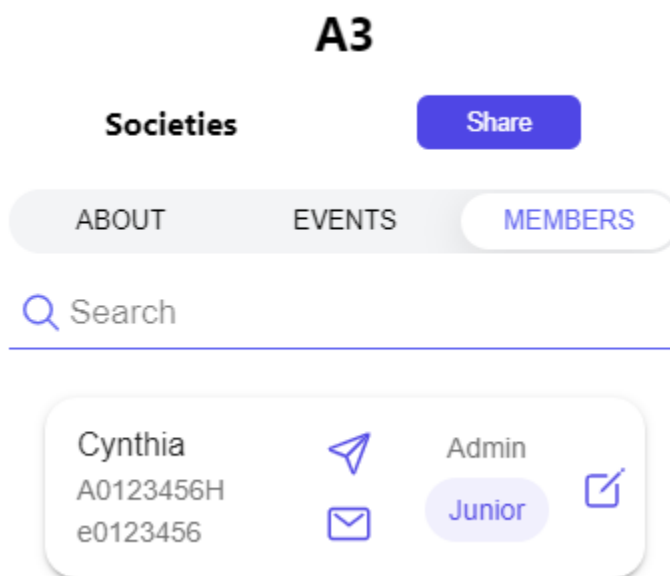 A3
Societies Share
ABOUT EVENTS MEMBERS
Search
Cynthia
A0123456H
e0123456
Admin
Junior